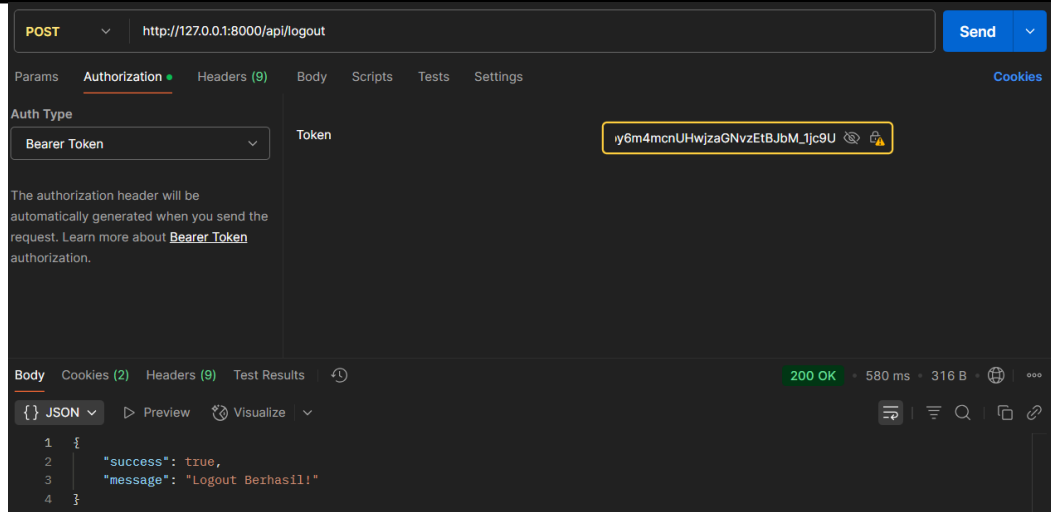 POST http://127.0.0.1:8000/api/logout Send
Params Authorization Headers (9) Body Scripts Tests Settings Cookies
Auth Type
Bearer Token
Token
y6m4mcnUHwjzaGNvzEtBJbM_1jc9U
The authorization header will be
automatically generated when you send the
request. Learn more about Bearer Token
authorization.
Body Cookies (2) Headers (9) Test Results 200 OK 580 ms 316 B
{} JSON Preview Visualize
1 {
2 "success": true,
3 "message": "Logout Berhasil!"
4 }